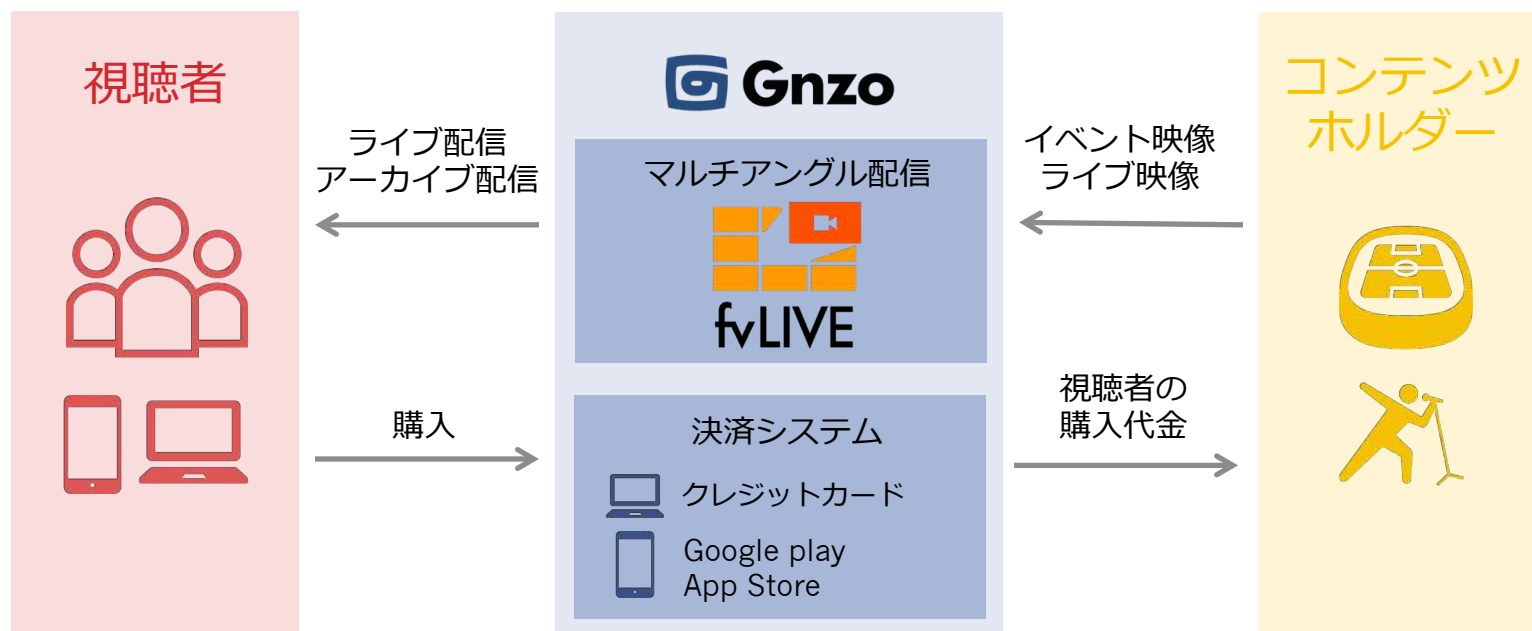 視聴者
ライブ配信
アーカイブ配信
購入
Gnzo
マルチアングル配信
fvLIVE
決済システム
クレジットカード
Google play
App Store
イベント映像
ライブ映像
視聴者の
購入代金
コンテンツ
ホルダー